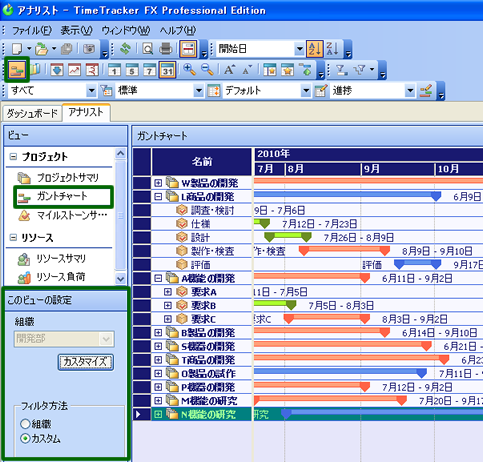 アナリスト - TimeTracker FX Professional Edition
ファイル(F) 表示(V) ウィンドウ(W) ヘルプ(H)
開始日
1 5 7 31
すべて 標準 デフォルト 進捗
ダッシュボード アナリスト
ビュー
プロジェクト
プロジェクトサマリ
ガントチャート
マイルストーンサ…
リソース
リソースサマリ
リソース負荷
このビューの設定
組織
開発部
カスタマイズ
フィルタ方法
組織
カスタム
ガントチャート
名前 2010年
7月 8月 9月 10月
W製品の開発
L商品の開発 6月9日
調査・検討 9日 - 7月6日
仕様 7月12日 - 7月23日
設計 7月26日 - 8月9日
製作・検査 作・検査 8月9日 - 9月10日
評価 評価 9月17
A機能の開発 6月11日 - 9月2日
要求A 11日 - 7月5日
要求B 7月5日 - 8月3日
要求C 求C 8月3日 - 9月2日
B製品の開発 6月14日 - 9月10日
S機器の開発 6月21日 - 9月
T商品の開発 6月23
O製品の試作 7月11日 -
P機器の開発 7月12日 - 9月2日
M機能の研究 7月20日 - 9月17
N機能の研究 研究